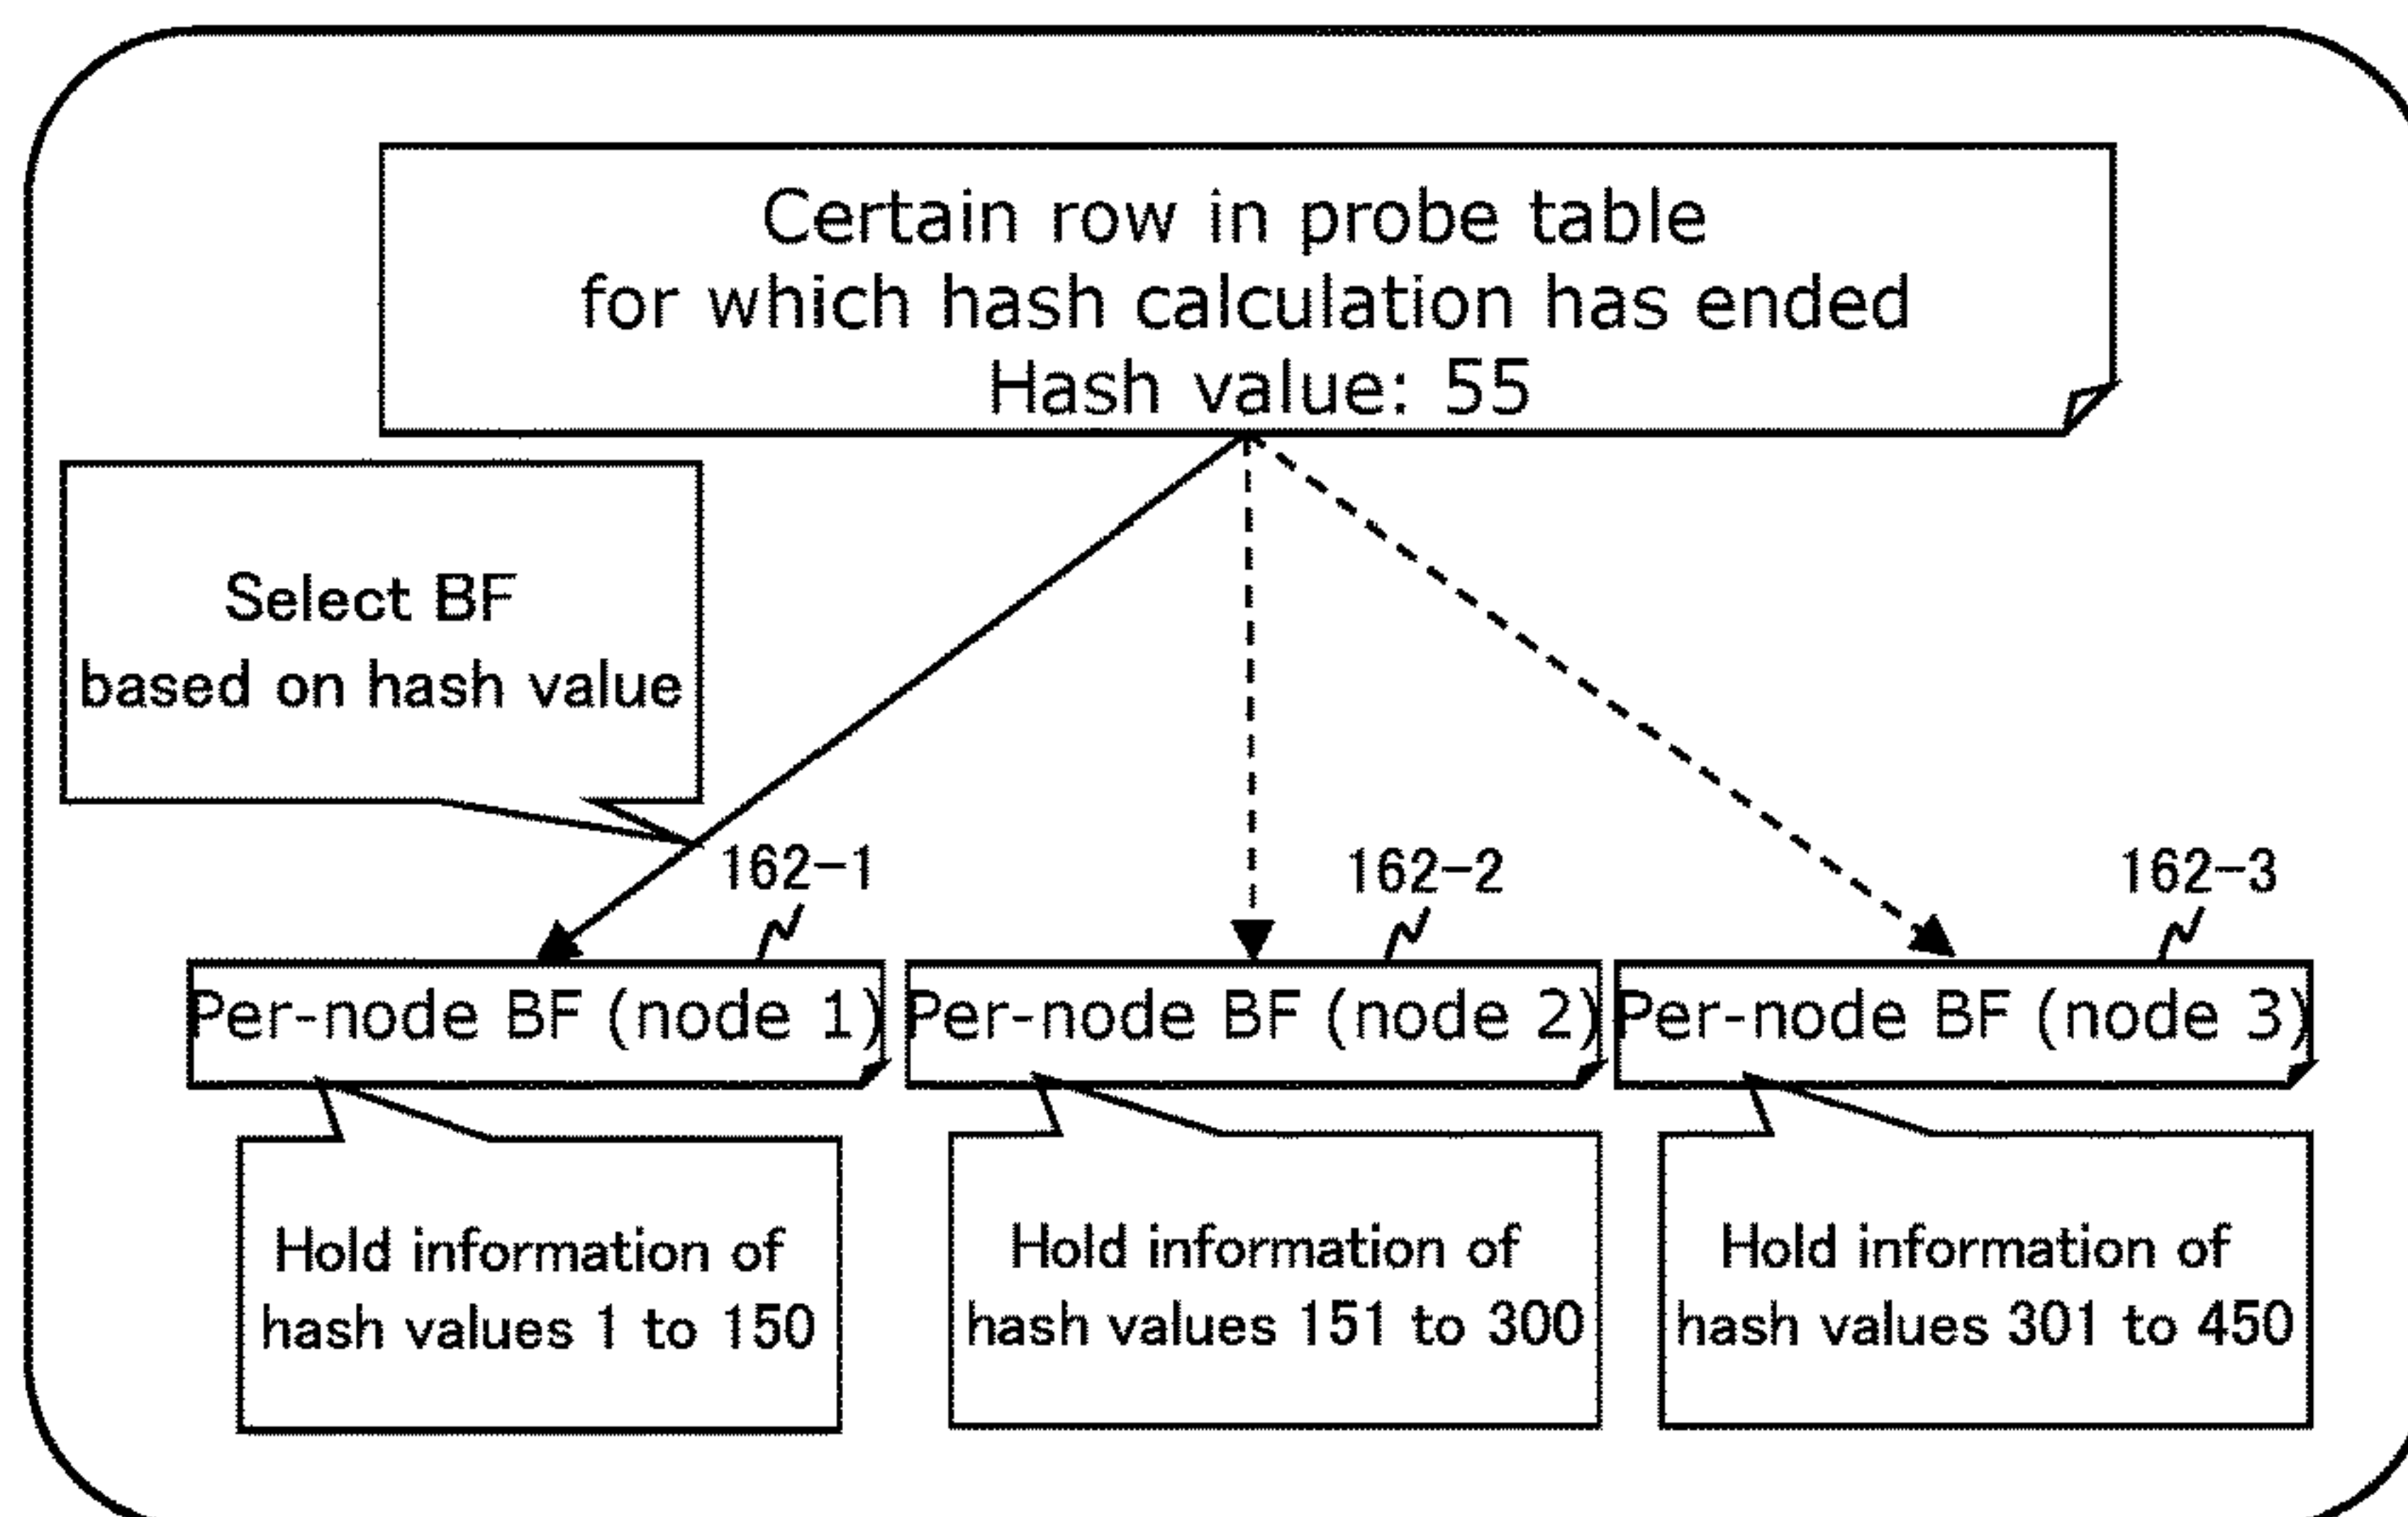 Certain row in probe table
for which hash calculation has ended
Hash value: 55
Select BF
based on hash value
162-1
162-2
162-3
Per-node BF (node 1)
Per-node BF (node 2)
Per-node BF (node 3)
Hold information of
hash values 1 to 150
Hold information of
hash values 151 to 300
Hold information of
hash values 301 to 450